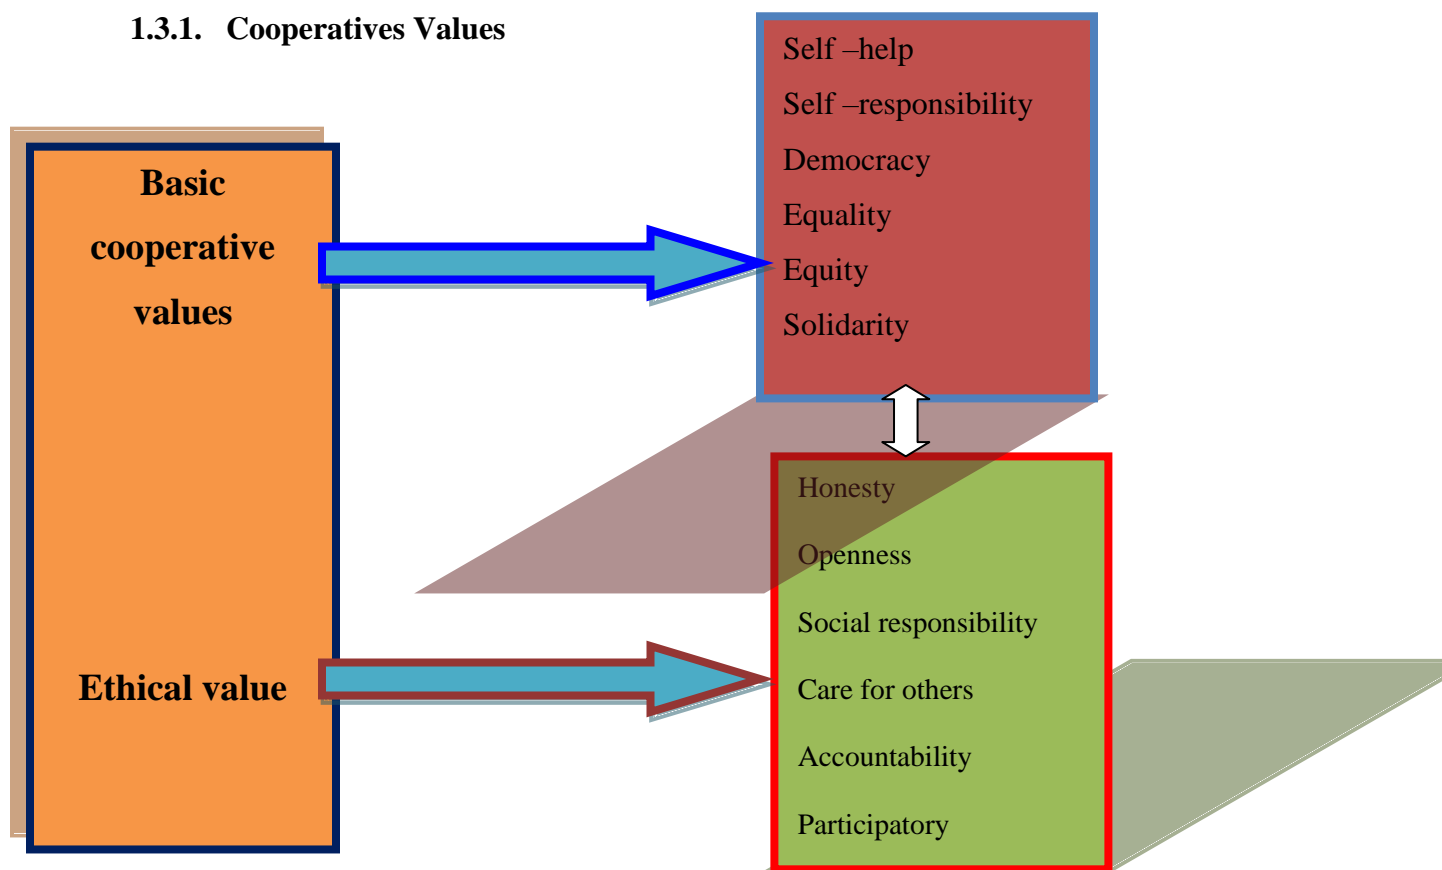 1.3.1. Cooperatives Values
Basic
cooperative
values
Ethical value
Self –help
Self –responsibility
Democracy
Equality
Equity
Solidarity
Honesty
Openness
Social responsibility
Care for others
Accountability
Participatory